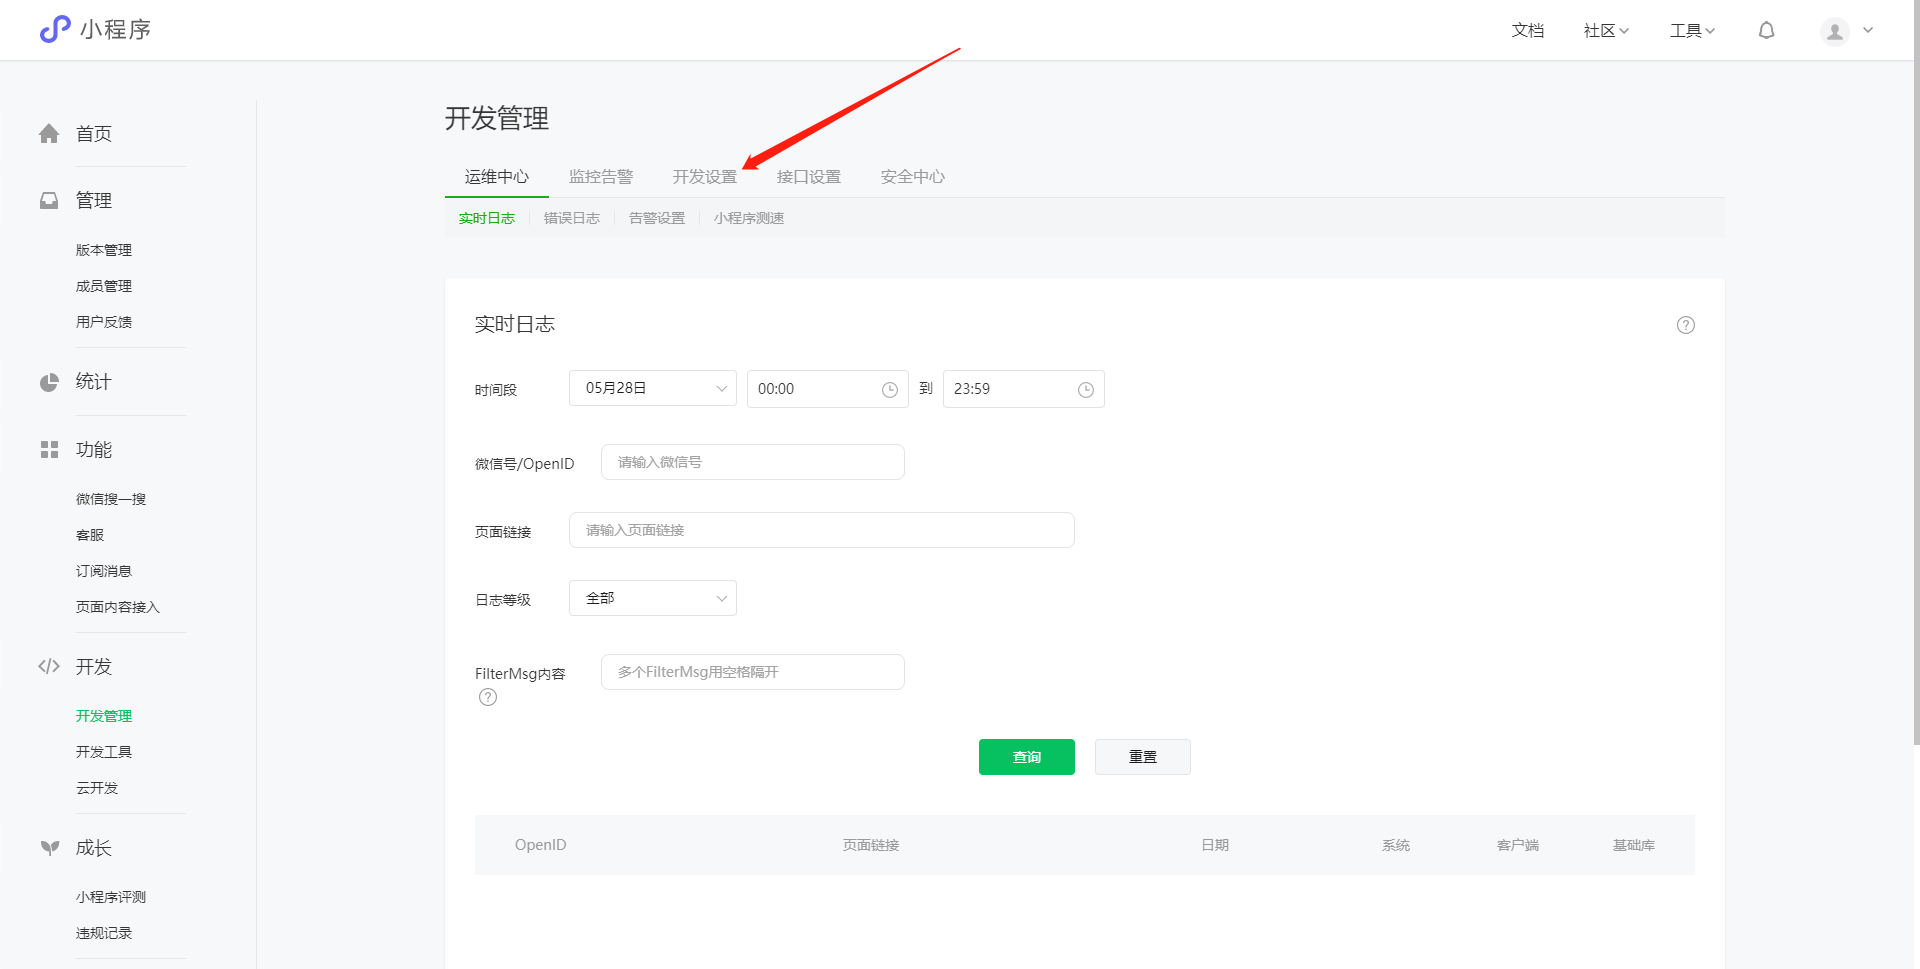 小程序
文档 社区 工具
首页
管理
版本管理
成员管理
用户反馈
统计
功能
微信搜一搜
客服
订阅消息
页面内容接入
开发
开发管理
开发工具
云开发
成长
小程序评测
违规记录
开发管理
运维中心 监控告警 开发设置 接口设置 安全中心
实时日志 错误日志 告警设置 小程序测速
实时日志
?
时间段 05月28日 00:00 到 23:59
微信号/OpenID 请输入微信号
页面链接 请输入页面链接
日志等级 全部
FilterMsg内容 多个FilterMsg用空格隔开
?
查询 重置
OpenID 页面链接 日期 系统 客户端 基础库